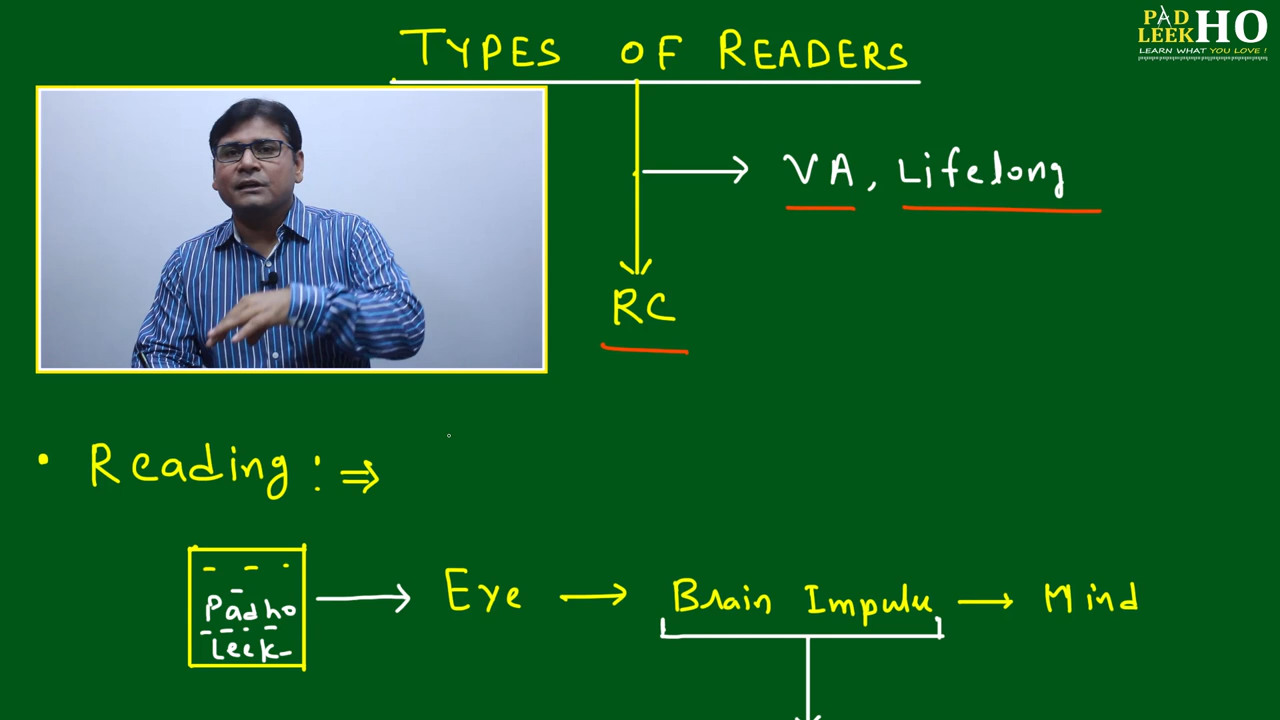 PAD HO
LEEK
LEARN WHAT YOU LOVE !
TYPES OF READERS
→ VA, Lifelong
RC
• Reading : ⇒
Padho
Leek
→ Eye → Brain Impulse → Mind